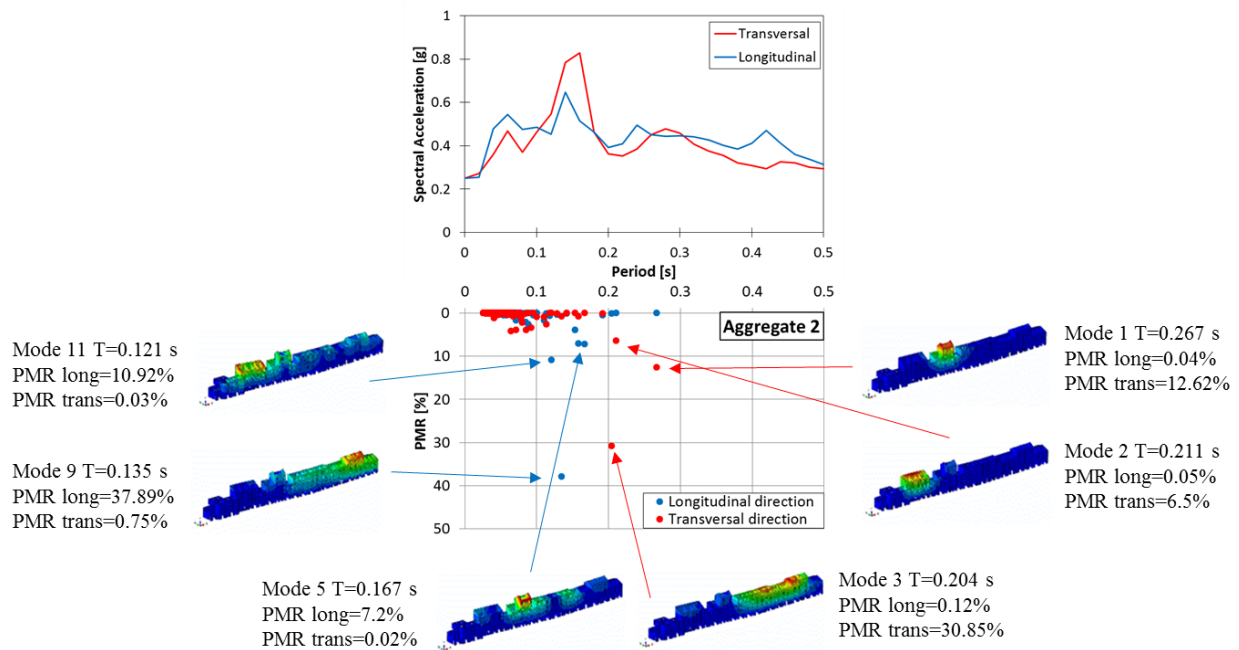 1
0.8
0.6
0.4
0.2
0
Spectral Acceleration [g]
Transversal
Longitudinal
0 0.1 0.2 0.3 0.4 0.5
Period [s]
0 0.1 0.2 0.3 0.4 0.5
0
10
20
30
40
50
PMR [%]
Aggregate 2
Longitudinal direction
Transversal direction
Mode 11 T=0.121 s
PMR long=10.92%
PMR trans=0.03%
Mode 9 T=0.135 s
PMR long=37.89%
PMR trans=0.75%
Mode 5 T=0.167 s
PMR long=7.2%
PMR trans=0.02%
Mode 1 T=0.267 s
PMR long=0.04%
PMR trans=12.62%
Mode 2 T=0.211 s
PMR long=0.05%
PMR trans=6.5%
Mode 3 T=0.204 s
PMR long=0.12%
PMR trans=30.85%